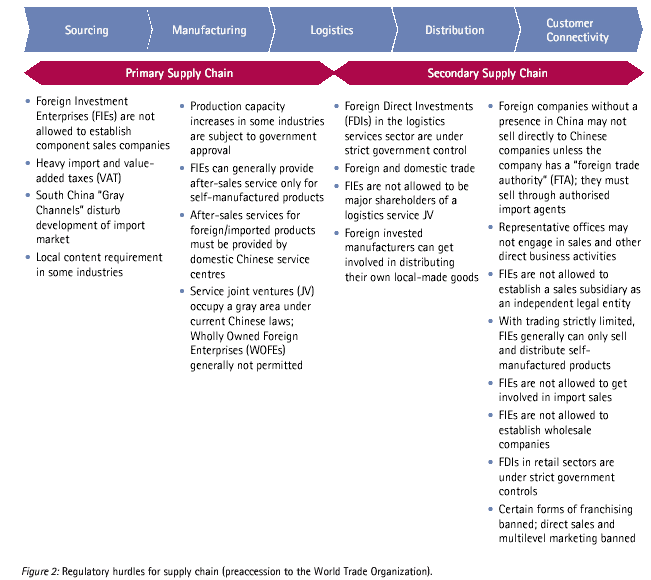 Sourcing
Manufacturing
Logistics
Distribution
Customer
Connectivity
Primary Supply Chain
Secondary Supply Chain
• Foreign Investment
Enterprises (FIEs) are not
allowed to establish
component sales companies
• Heavy import and value-
added taxes (VAT)
• South China "Gray
Channels" disturb
development of import
market
• Local content requirement
in some industries
• Production capacity
increases in some industries
are subject to government
approval
• FIEs can generally provide
after-sales service only for
self-manufactured products
• After-sales services for
foreign/imported products
must be provided by
domestic Chinese service
centres
• Service joint ventures (JV)
occupy a gray area under
current Chinese laws;
Wholly Owned Foreign
Enterprises (WOFEs)
generally not permitted
• Foreign Direct Investments
(FDIs) in the logistics
services sector are under
strict government control
• Foreign and domestic trade
• FIEs are not allowed to be
major shareholders of a
logistics service JV
• Foreign invested
manufacturers can get
involved in distributing
their own local-made goods
• Foreign companies without a
presence in China may not
sell directly to Chinese
companies unless the
company has a "foreign trade
authority" (FTA); they must
sell through authorised
import agents
• Representative offices may
not engage in sales and other
direct business activities
• FIEs are not allowed to
establish a sales subsidiary as
an independent legal entity
• With trading strictly limited,
FIEs generally can only sell
and distribute self-
manufactured products
• FIEs are not allowed to get
involved in import sales
• FIEs are not allowed to
establish wholesale
companies
• FDIs in retail sectors are
under strict government
controls
• Certain forms of franchising
banned; direct sales and
multilevel marketing banned
Figure 2: Regulatory hurdles for supply chain (preaccession to the World Trade Organization).